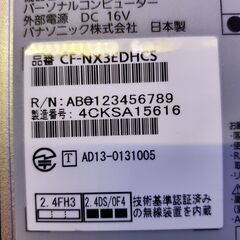 パーソナルコンピューター
外部電源 DC 16V
パナソニック株式会社 日本製
品番 CF-NX3EDHCS
R/N: AB0123456789
製造番号: 4CKSA15616
T AD13-0131005
2.4FH3
2.4DS/OF4
技術基準認証済み
の無線装置を内蔵